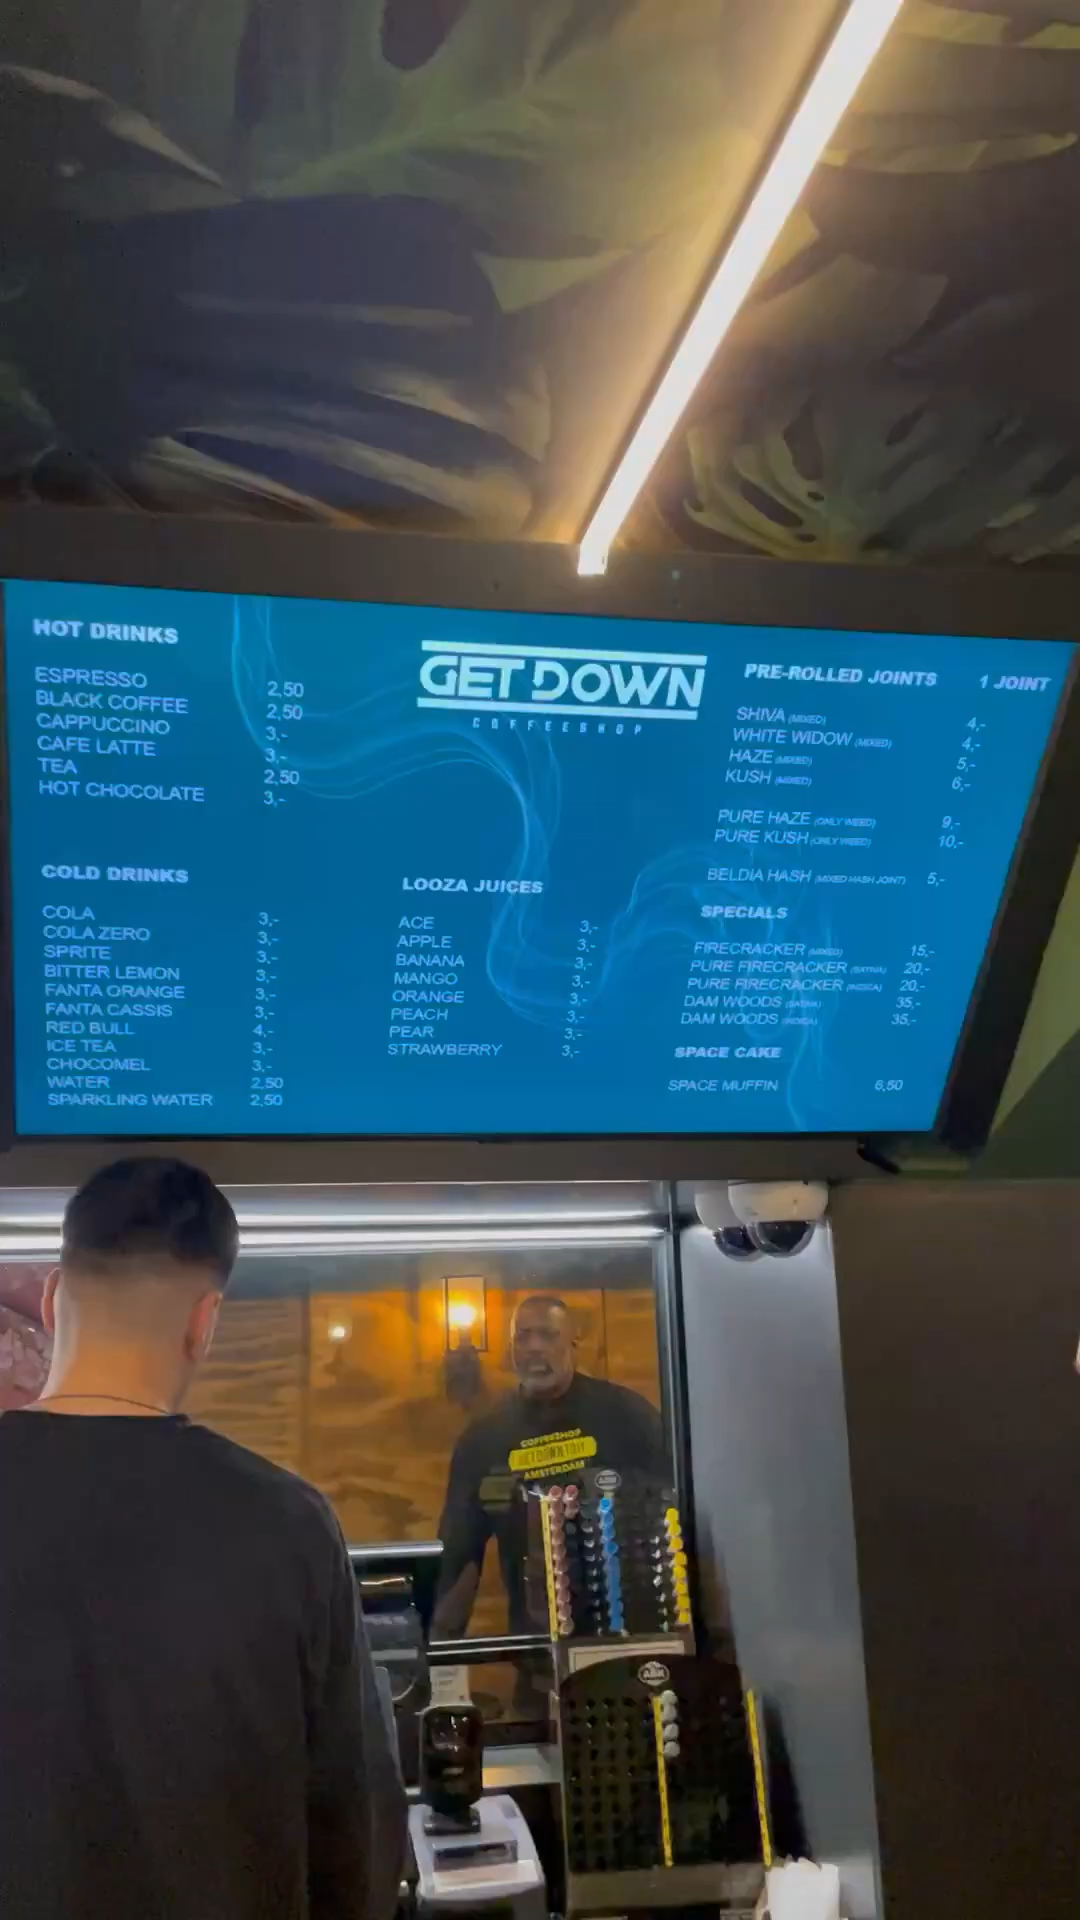 HOT DRINKS
ESPRESSO 2,50
BLACK COFFEE 2,50
CAPPUCCINO 3,-
CAFE LATTE 3,-
TEA 2,50
HOT CHOCOLATE 3,-
COLD DRINKS
COLA 3,-
COLA ZERO 3,-
SPRITE 3,-
BITTER LEMON 3,-
FANTA ORANGE 3,-
FANTA CASSIS 3,-
RED BULL 4,-
ICE TEA 3,-
CHOCOMEL 3,-
WATER 2,50
SPARKLING WATER 2,50
GET DOWN
COFFEESHOP
LOOZA JUICES
ACE 3,-
APPLE 3,-
BANANA 3,-
MANGO 3,-
ORANGE 3,-
PEACH 3,-
PEAR 3,-
STRAWBERRY 3,-
PRE-ROLLED JOINTS 1 JOINT
SHIVA (MIXED) 4,-
WHITE WIDOW (MIXED) 4,-
HAZE (MIXED) 5,-
KUSH (MIXED) 6,-
PURE HAZE (ONLY WEED) 9,-
PURE KUSH (ONLY WEED) 10,-
BELDIA HASH (MIXED HASH JOINT) 5,-
SPECIALS
FIRECRACKER (MIXED) 15,-
PURE FIRECRACKER (SATIVA) 20,-
PURE FIRECRACKER (INDICA) 20,-
DAM WOODS (SATIVA) 35,-
DAM WOODS (INDICA) 35,-
SPACE CAKE
SPACE MUFFIN 6,50
COFFEESHOP
AMSTERDAM